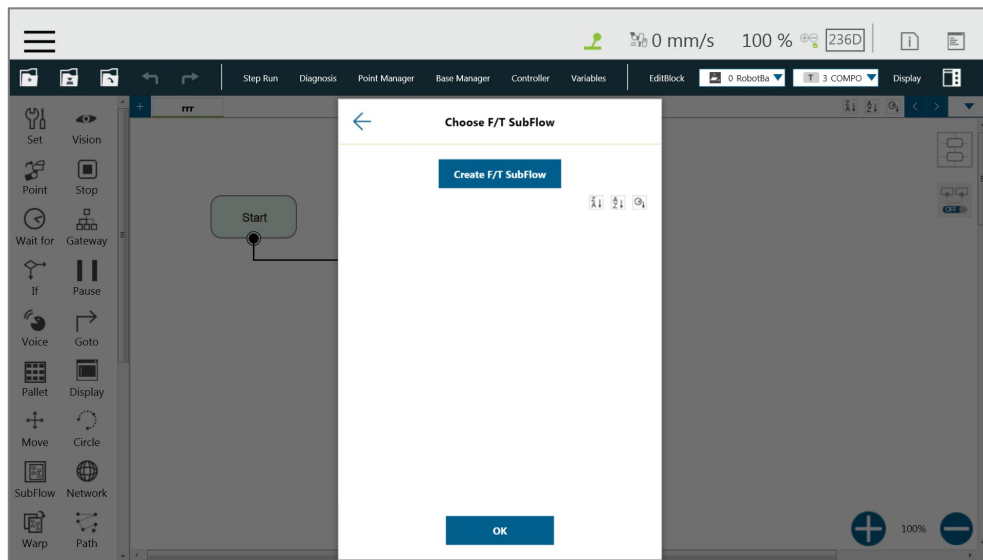 0 mm/s 100 % 236D
Step Run Diagnosis Point Manager Base Manager Controller Variables EditBlock 0 RobotBa T 3 COMPO Display
+ rrr
Set Vision
Choose F/T SubFlow
Create F/T SubFlow
Point Stop
Start
OFF
Wait for Gateway
If Pause
Voice Goto
Pallet Display
Move Circle
SubFlow Network
Warp Path
OK
100%